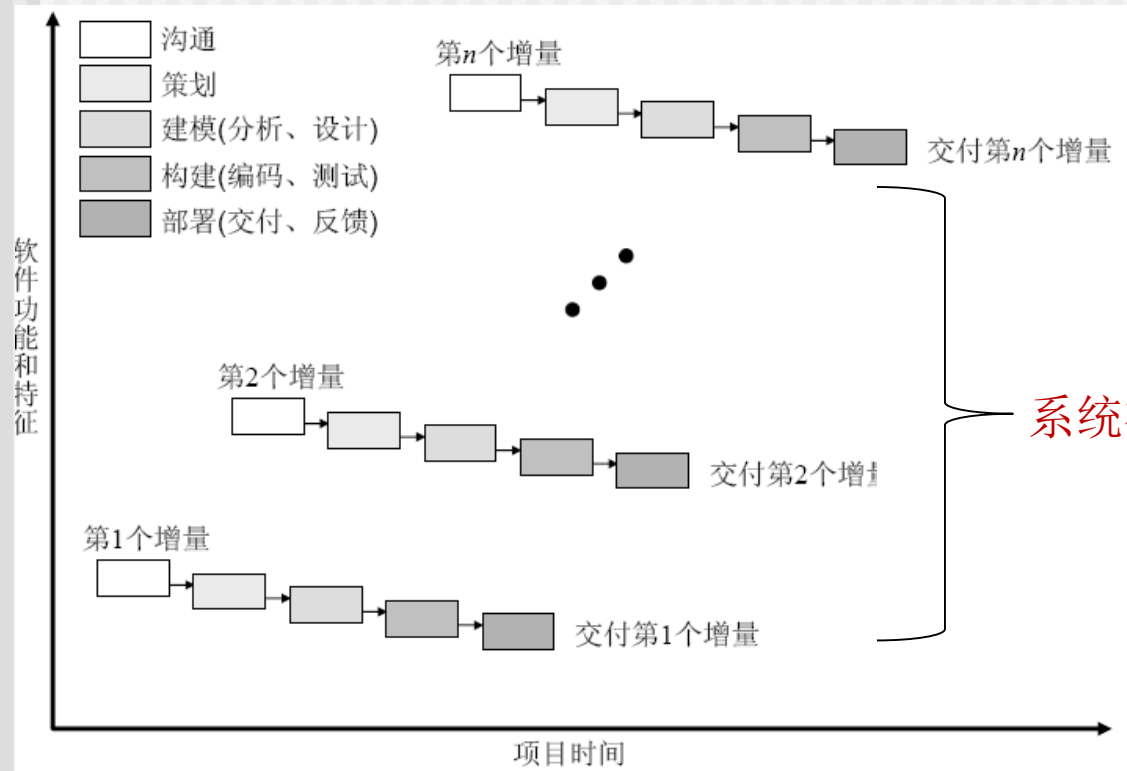 沟通
策划
建模(分析、设计)
构建(编码、测试)
部署(交付、反馈)
第n个增量
交付第n个增量
软件功能和特征
第2个增量
系统
交付第2个增
第1个增量
交付第1个增量
项目时间